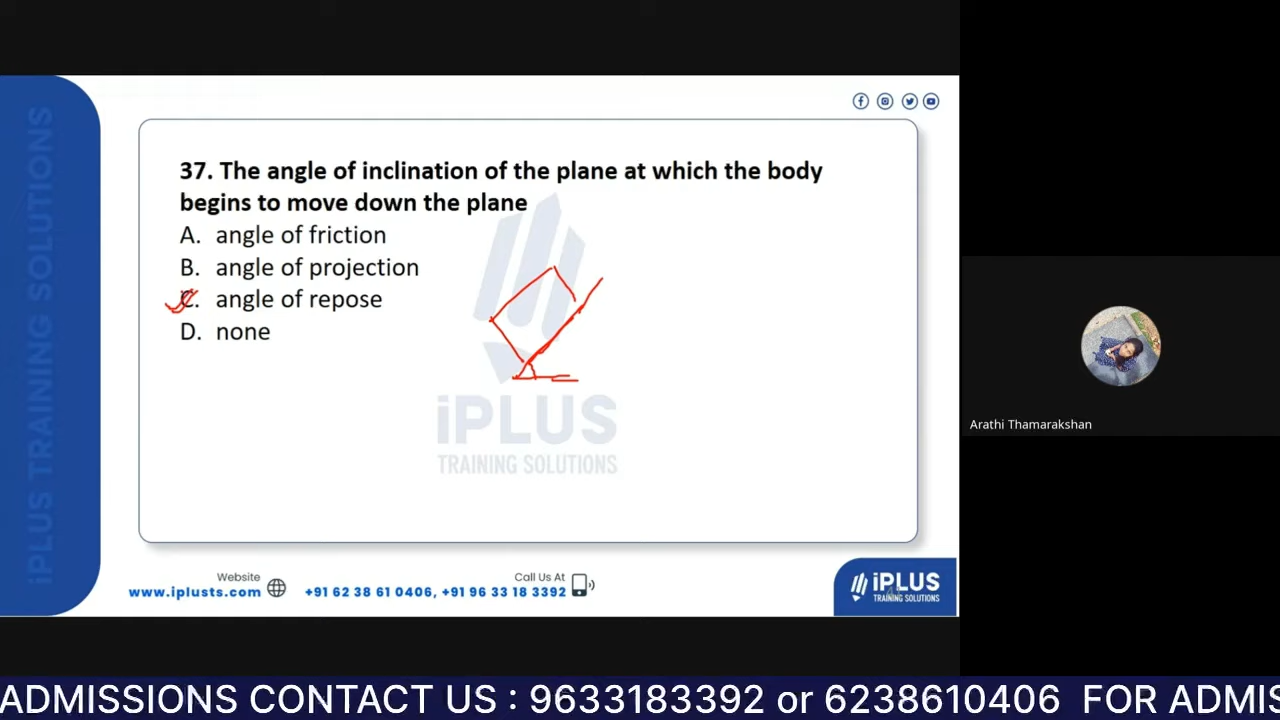 iPLUS TRAINING SOLUTIONS
37. The angle of inclination of the plane at which the body
begins to move down the plane
A. angle of friction
B. angle of projection
C. angle of repose
D. none
iPLUS
TRAINING SOLUTIONS
Arathi Thamarakshan
Website
www.iplusts.com
Call Us At
+91 62 38 61 0406, +91 96 33 18 3392
iPLUS
TRAINING SOLUTIONS
ADMISSIONS CONTACT US : 9633183392 or 6238610406 FOR ADMIS